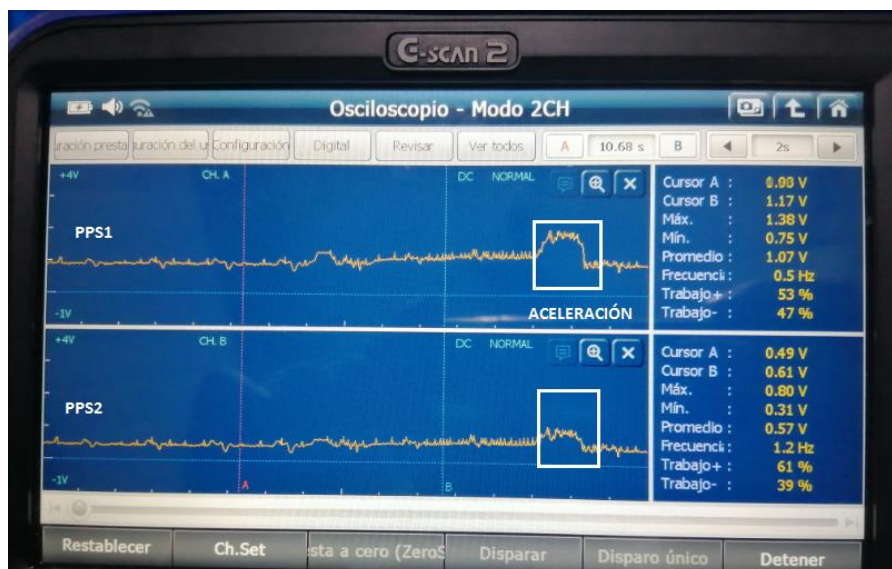 G-scan 2
Osciloscopio - Modo 2CH
uración presta
uración del u
Configuración
Digital
Revisar
Ver todos
A
10.68 s
B
2s
+4V
CH. A
DC
NORMAL
PPS1
-1V
ACELERACIÓN
Cursor A : 0.98 V
Cursor B : 1.17 V
Máx. : 1.38 V
Mín. : 0.75 V
Promedio : 1.07 V
Frecuenci: 0.5 Hz
Trabajo+ : 53 %
Trabajo- : 47 %
+4V
CH. B
DC
NORMAL
PPS2
-1V
A
B
Cursor A : 0.49 V
Cursor B : 0.61 V
Máx. : 0.80 V
Mín. : 0.31 V
Promedio : 0.57 V
Frecuenci: 1.2 Hz
Trabajo+ : 61 %
Trabajo- : 39 %
Restablecer
Ch.Set
sta a cero (ZeroS
Disparar
Disparo único
Detener